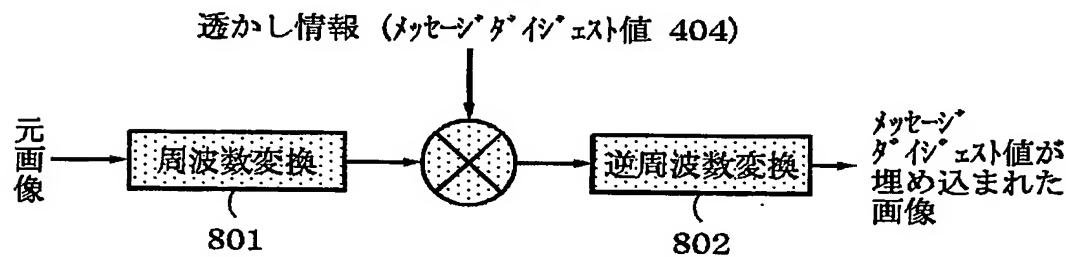 透かし情報 (メッセージダイジェスト値 404)
元
画
像
周波数変換
逆周波数変換
メッセージ
ダイジェスト値が
埋め込まれた
画像
801
802